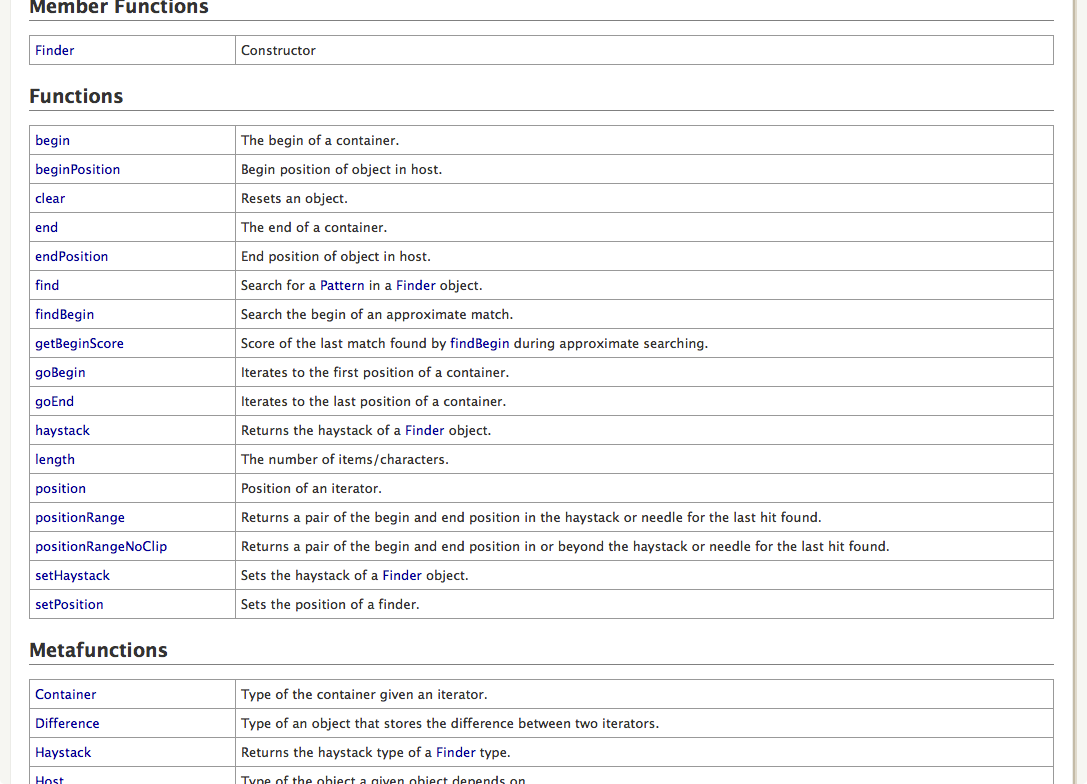 Member Functions
Finder Constructor
Functions
begin The begin of a container.
beginPosition Begin position of object in host.
clear Resets an object.
end The end of a container.
endPosition End position of object in host.
find Search for a Pattern in a Finder object.
findBegin Search the begin of an approximate match.
getBeginScore Score of the last match found by findBegin during approximate searching.
goBegin Iterates to the first position of a container.
goEnd Iterates to the last position of a container.
haystack Returns the haystack of a Finder object.
length The number of items/characters.
position Position of an iterator.
positionRange Returns a pair of the begin and end position in the haystack or needle for the last hit found.
positionRangeNoClip Returns a pair of the begin and end position in or beyond the haystack or needle for the last hit found.
setHaystack Sets the haystack of a Finder object.
setPosition Sets the position of a finder.
Metafunctions
Container Type of the container given an iterator.
Difference Type of an object that stores the difference between two iterators.
Haystack Returns the haystack type of a Finder type.
Host Type of the object a given object depends on.